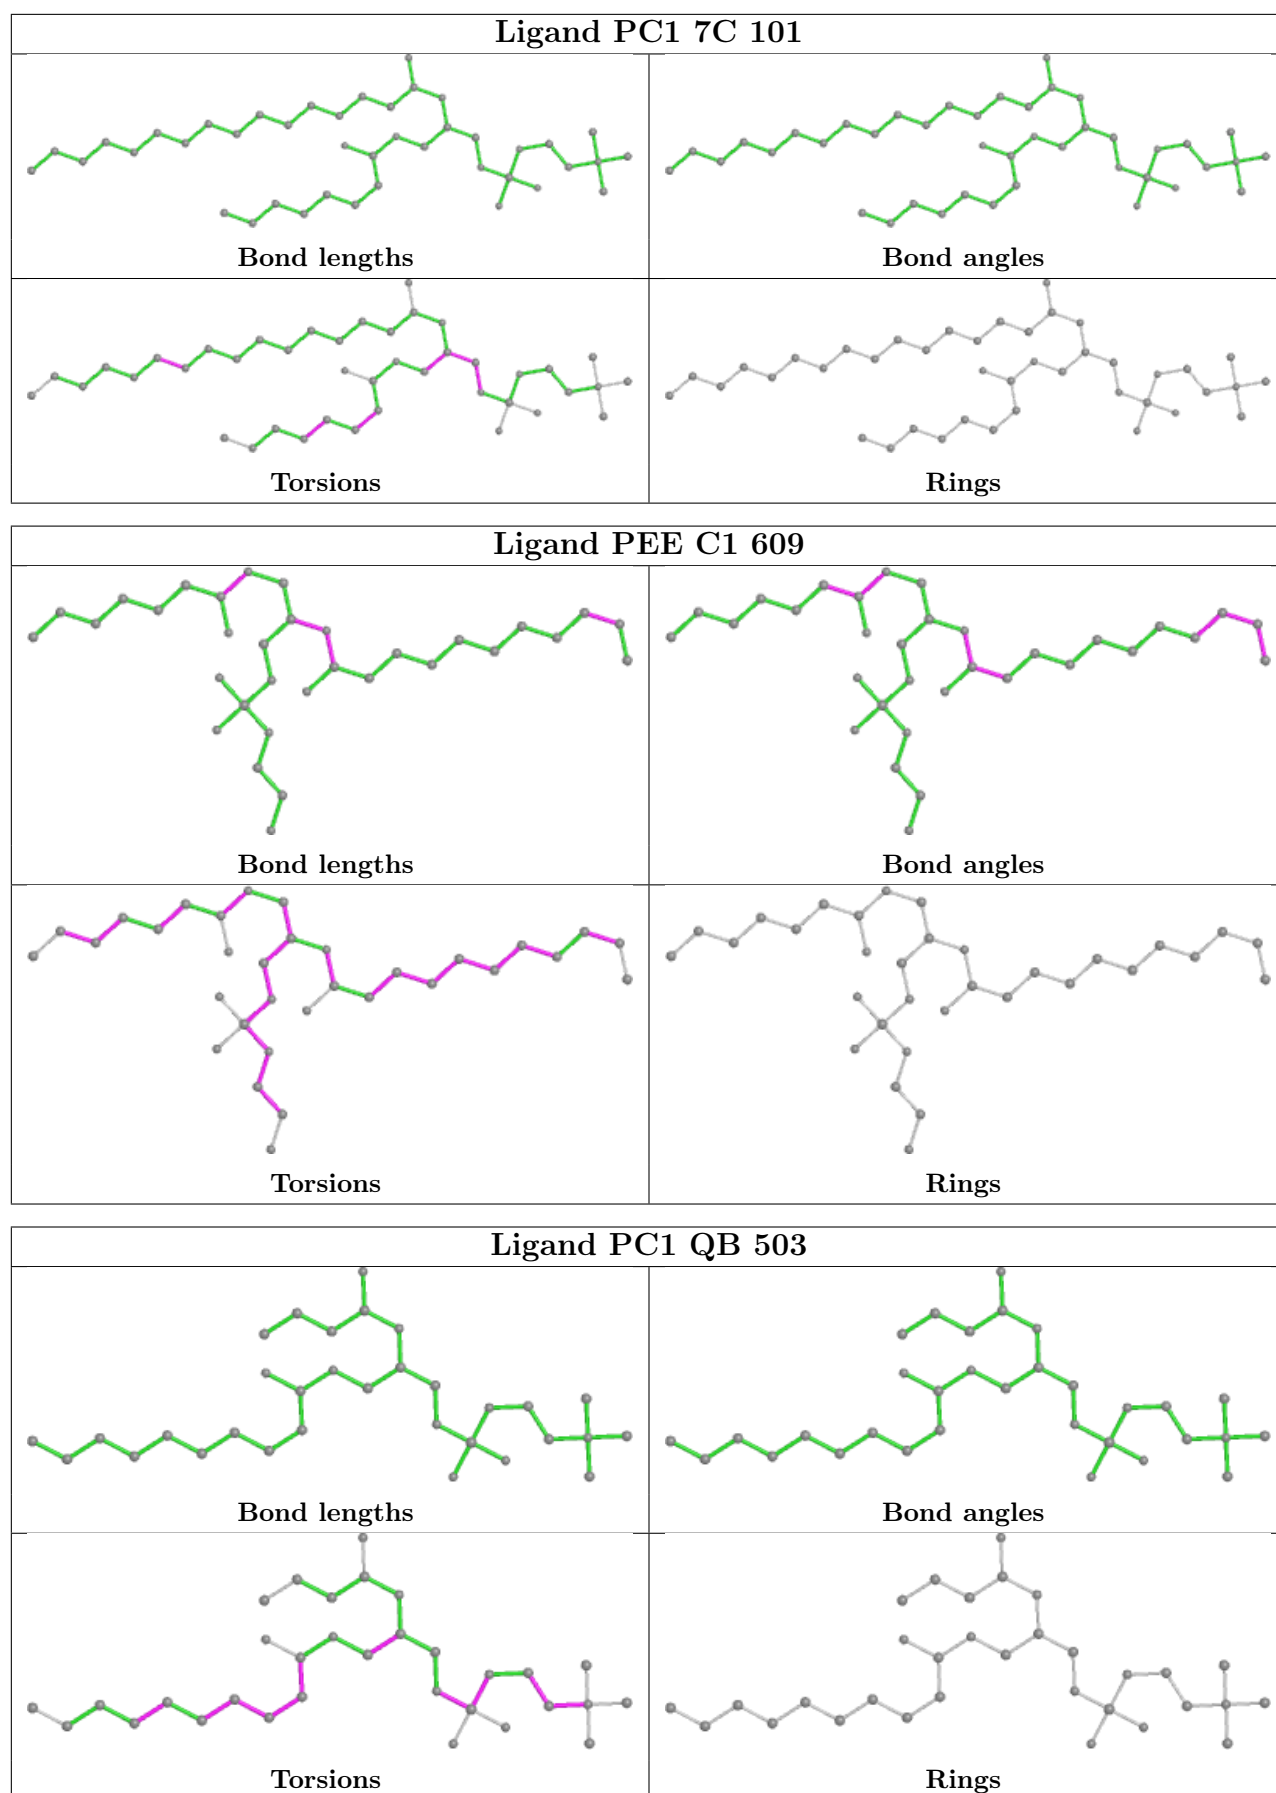 Ligand PC1 7C 101
Bond lengths
Bond angles
Torsions
Rings
Ligand PEE C1 609
Bond lengths
Bond angles
Torsions
Rings
Ligand PC1 QB 503
Bond lengths
Bond angles
Torsions
Rings